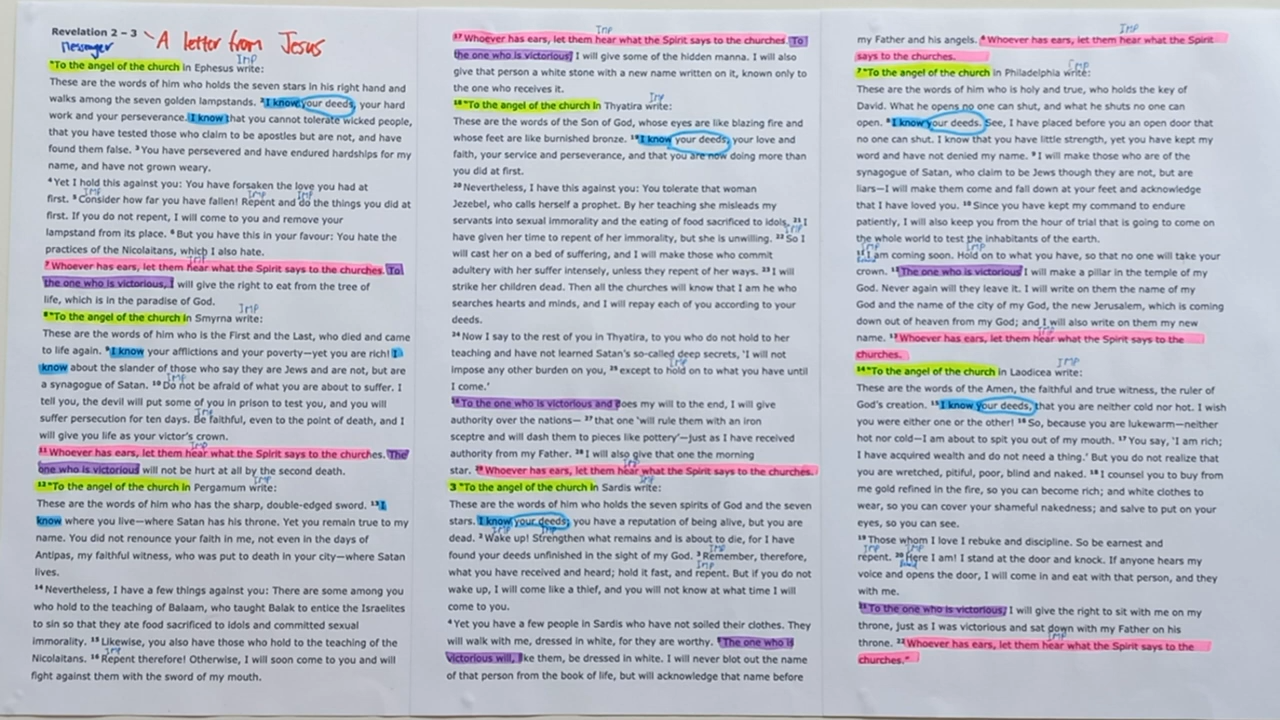 Revelation 2 – 3 A letter from Jesus
messenger Imp
"To the angel of the church in Ephesus write:
These are the words of him who holds the seven stars in his right hand and
walks among the seven golden lampstands. ²I know your deeds, your hard
work and your perseverance. I know that you cannot tolerate wicked people,
that you have tested those who claim to be apostles but are not, and have
found them false. ³You have persevered and have endured hardships for my
name, and have not grown weary.
⁴Yet I hold this against you: You have forsaken the love you had at
Imp Imp Imp
first. ⁵Consider how far you have fallen! Repent and do the things you did at
first. If you do not repent, I will come to you and remove your
lampstand from its place. ⁶But you have this in your favour: You hate the
practices of the Nicolaitans, which I also hate.
Imp
⁷Whoever has ears, let them hear what the Spirit says to the churches. To
the one who is victorious, I will give the right to eat from the tree of
life, which is in the paradise of God.
Imp
⁸"To the angel of the church in Smyrna write:
These are the words of him who is the First and the Last, who died and came
to life again. ⁹I know your afflictions and your poverty—yet you are rich! I
know about the slander of those who say they are Jews and are not, but are
Imp
a synagogue of Satan. ¹⁰Do not be afraid of what you are about to suffer. I
tell you, the devil will put some of you in prison to test you, and you will
Imp
suffer persecution for ten days. Be faithful, even to the point of death, and I
will give you life as your victor's crown.
Imp
¹¹Whoever has ears, let them hear what the Spirit says to the churches. The
one who is victorious will not be hurt at all by the second death.
Imp
¹²"To the angel of the church in Pergamum write:
These are the words of him who has the sharp, double-edged sword. ¹³I
know where you live—where Satan has his throne. Yet you remain true to my
name. You did not renounce your faith in me, not even in the days of
Antipas, my faithful witness, who was put to death in your city—where Satan
lives.
¹⁴Nevertheless, I have a few things against you: There are some among you
who hold to the teaching of Balaam, who taught Balak to entice the Israelites
to sin so that they ate food sacrificed to idols and committed sexual
immorality. ¹⁵Likewise, you also have those who hold to the teaching of the
Imp
Nicolaitans. ¹⁶Repent therefore! Otherwise, I will soon come to you and will
fight against them with the sword of my mouth.
Imp
¹⁷Whoever has ears, let them hear what the Spirit says to the churches. To
the one who is victorious, I will give some of the hidden manna. I will also
give that person a white stone with a new name written on it, known only to
the one who receives it.
Imp
¹⁸"To the angel of the church in Thyatira write:
These are the words of the Son of God, whose eyes are like blazing fire and
whose feet are like burnished bronze. ¹⁹I know your deeds, your love and
faith, your service and perseverance, and that you are now doing more than
you did at first.
²⁰Nevertheless, I have this against you: You tolerate that woman
Jezebel, who calls herself a prophet. By her teaching she misleads my
servants into sexual immorality and the eating of food sacrificed to idols. ²¹I
Imp
have given her time to repent of her immorality, but she is unwilling. ²²So I
will cast her on a bed of suffering, and I will make those who commit
adultery with her suffer intensely, unless they repent of her ways. ²³I will
strike her children dead. Then all the churches will know that I am he who
searches hearts and minds, and I will repay each of you according to your
deeds.
²⁴Now I say to the rest of you in Thyatira, to you who do not hold to her
teaching and have not learned Satan's so-called deep secrets, 'I will not
Imp
impose any other burden on you, ²⁵except to hold on to what you have until
I come.'
²⁶To the one who is victorious and does my will to the end, I will give
authority over the nations— ²⁷that one 'will rule them with an iron
sceptre and will dash them to pieces like pottery'—just as I have received
authority from my Father. ²⁸I will also give that one the morning
Imp
star. ²⁹Whoever has ears, let them hear what the Spirit says to the churches.
Imp
3 "To the angel of the church in Sardis write:
These are the words of him who holds the seven spirits of God and the seven
stars. I know your deeds; you have a reputation of being alive, but you are
Imp Imp
dead. ²Wake up! Strengthen what remains and is about to die, for I have
Imp
found your deeds unfinished in the sight of my God. ³Remember, therefore,
Imp
what you have received and heard; hold it fast, and repent. But if you do not
wake up, I will come like a thief, and you will not know at what time I will
come to you.
⁴Yet you have a few people in Sardis who have not soiled their clothes. They
will walk with me, dressed in white, for they are worthy. ⁵The one who is
victorious will, like them, be dressed in white. I will never blot out the name
of that person from the book of life, but will acknowledge that name before
Imp
my Father and his angels. ⁶Whoever has ears, let them hear what the Spirit
says to the churches.
Imp
⁷"To the angel of the church in Philadelphia write:
These are the words of him who is holy and true, who holds the key of
David. What he opens no one can shut, and what he shuts no one can
open. ⁸I know your deeds. See, I have placed before you an open door that
no one can shut. I know that you have little strength, yet you have kept my
word and have not denied my name. ⁹I will make those who are of the
synagogue of Satan, who claim to be Jews though they are not, but are
liars—I will make them come and fall down at your feet and acknowledge
that I have loved you. ¹⁰Since you have kept my command to endure
patiently, I will also keep you from the hour of trial that is going to come on
the whole world to test the inhabitants of the earth.
Imp Imp
¹¹I am coming soon. Hold on to what you have, so that no one will take your
crown. ¹²The one who is victorious I will make a pillar in the temple of my
God. Never again will they leave it. I will write on them the name of my
God and the name of the city of my God, the new Jerusalem, which is coming
down out of heaven from my God; and I will also write on them my new
Imp
name. ¹³Whoever has ears, let them hear what the Spirit says to the
churches.
Imp
¹⁴"To the angel of the church in Laodicea write:
These are the words of the Amen, the faithful and true witness, the ruler of
God's creation. ¹⁵I know your deeds, that you are neither cold nor hot. I wish
you were either one or the other! ¹⁶So, because you are lukewarm—neither
hot nor cold—I am about to spit you out of my mouth. ¹⁷You say, 'I am rich;
I have acquired wealth and do not need a thing.' But you do not realize that
you are wretched, pitiful, poor, blind and naked. ¹⁸I counsel you to buy from
me gold refined in the fire, so you can become rich; and white clothes to
wear, so you can cover your shameful nakedness; and salve to put on your
eyes, so you can see.
¹⁹Those whom I love I rebuke and discipline. So be earnest and
Imp Imp
repent. ²⁰Here I am! I stand at the door and knock. If anyone hears my
voice and opens the door, I will come in and eat with that person, and they
with me.
²¹To the one who is victorious, I will give the right to sit with me on my
throne, just as I was victorious and sat down with my Father on his
Imp
throne. ²²Whoever has ears, let them hear what the Spirit says to the
churches."